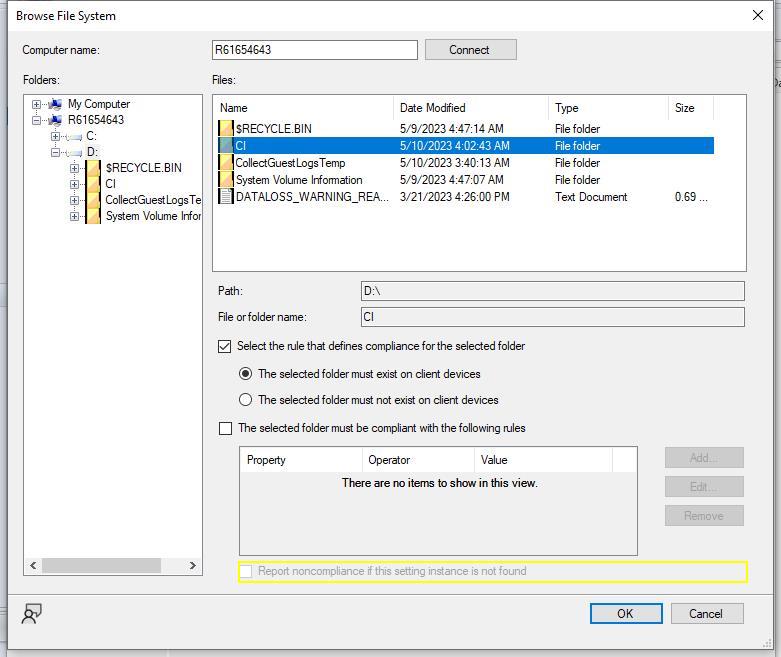 Browse File System
Computer name:
R61654643
Connect
Folders:
Files:
My Computer
R61654643
C:
D:
$RECYCLE.BIN
CI
CollectGuestLogsTe
System Volume Infor
Name Date Modified Type Size
$RECYCLE.BIN 5/9/2023 4:47:14 AM File folder
CI 5/10/2023 4:02:43 AM File folder
CollectGuestLogsTemp 5/10/2023 3:40:13 AM File folder
System Volume Information 5/9/2023 4:47:07 AM File folder
DATALOSS_WARNING_REA... 3/21/2023 4:26:00 PM Text Document 0.69 ...
Path: D:\
File or folder name: CI
Select the rule that defines compliance for the selected folder
The selected folder must exist on client devices
The selected folder must not exist on client devices
The selected folder must be compliant with the following rules
Property Operator Value
There are no items to show in this view.
Add...
Edit...
Remove
Report noncompliance if this setting instance is not found
OK Cancel